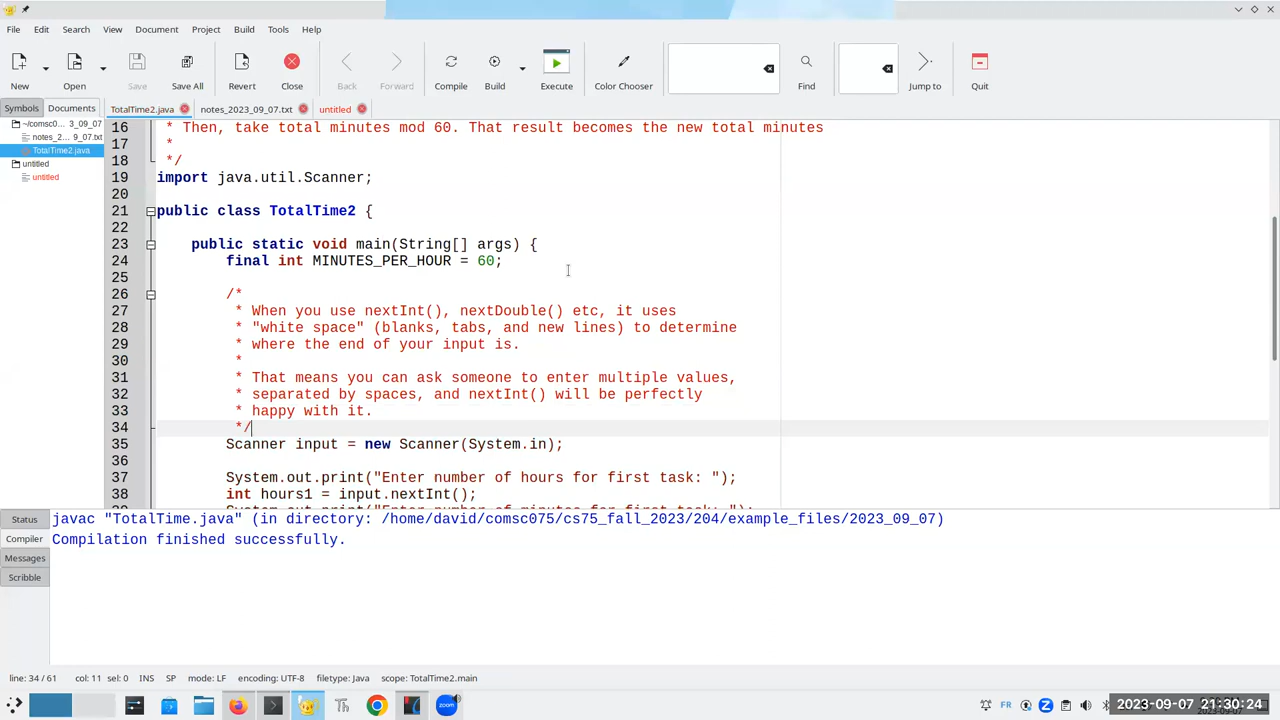 File Edit Search View Document Project Build Tools Help
New Open Save Save All Revert Close Back Forward Compile Build Execute Color Chooser Find Jump to Quit
Symbols Documents TotalTime2.java notes_2023_09_07.txt untitled
~/comsc0… 3_09_07
notes_2… 9_07.txt
TotalTime2.java
untitled
untitled
16 * Then, take total minutes mod 60. That result becomes the new total minutes
17 *
18 */
19 import java.util.Scanner;
20
21 public class TotalTime2 {
22
23 public static void main(String[] args) {
24 final int MINUTES_PER_HOUR = 60;
25
26 /*
27 * When you use nextInt(), nextDouble() etc, it uses
28 * "white space" (blanks, tabs, and new lines) to determine
29 * where the end of your input is.
30 *
31 * That means you can ask someone to enter multiple values,
32 * separated by spaces, and nextInt() will be perfectly
33 * happy with it.
34 */
35 Scanner input = new Scanner(System.in);
36
37 System.out.print("Enter number of hours for first task: ");
38 int hours1 = input.nextInt();
Status
Compiler
Messages
Scribble
javac "TotalTime.java" (in directory: /home/david/comsc075/cs75_fall_2023/204/example_files/2023_09_07)
Compilation finished successfully.
line: 34 / 61 col: 11 sel: 0 INS SP mode: LF encoding: UTF-8 filetype: Java scope: TotalTime2.main
Th zoom FR Z 2023-09-07 21:30:24